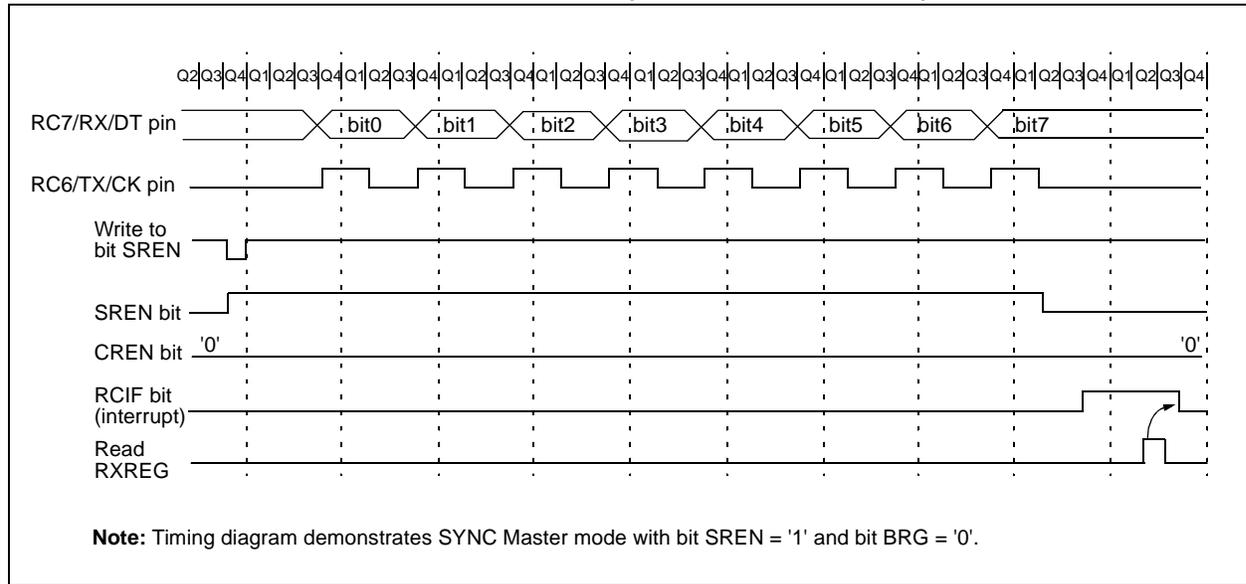 Q2 Q3 Q4 Q1 Q2 Q3 Q4 Q1 Q2 Q3 Q4 Q1 Q2 Q3 Q4 Q1 Q2 Q3 Q4 Q1 Q2 Q3 Q4 Q1 Q2 Q3 Q4 Q1 Q2 Q3 Q4 Q1 Q2 Q3 Q4 Q1 Q2 Q3 Q4 Q1 Q2 Q3 Q4
RC7/RX/DT pin bit0 bit1 bit2 bit3 bit4 bit5 bit6 bit7
RC6/TX/CK pin
Write to
bit SREN
SREN bit
CREN bit '0' '0'
RCIF bit
(interrupt)
Read
RXREG
Note: Timing diagram demonstrates SYNC Master mode with bit SREN = '1' and bit BRG = '0'.